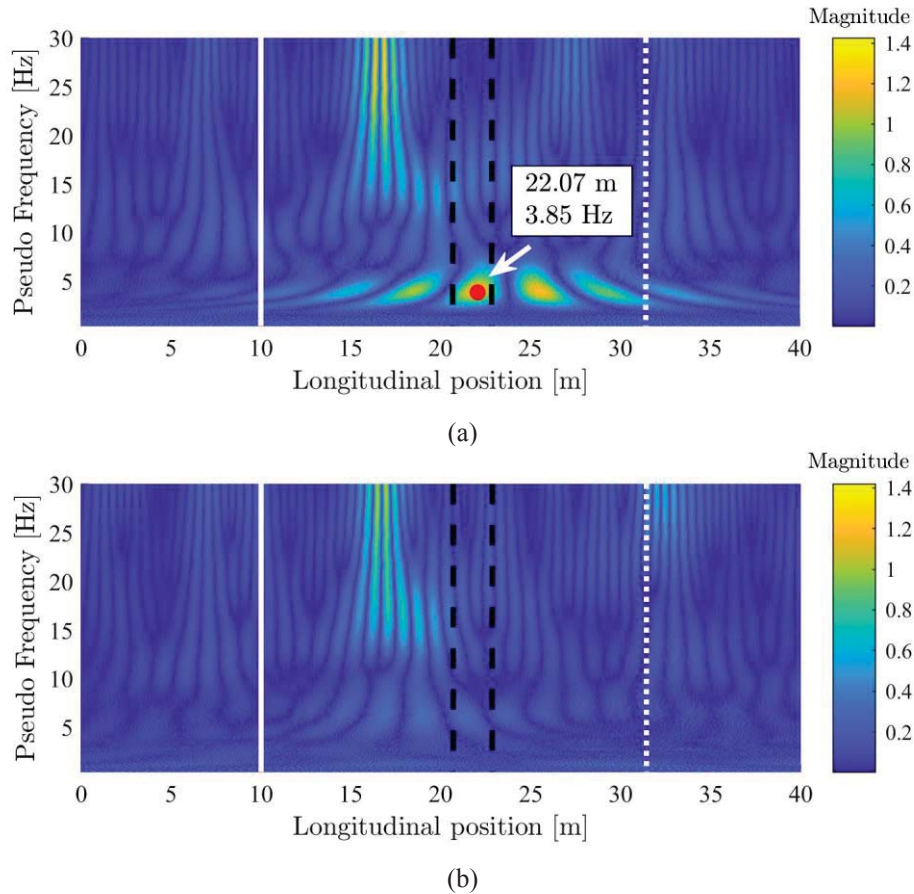 Magnitude
Pseudo Frequency [Hz]
30
25
20
15
10
5
22.07 m
3.85 Hz
1.4
1.2
1
0.8
0.6
0.4
0.2
0 5 10 15 20 25 30 35 40
Longitudinal position [m]
(a)
Magnitude
Pseudo Frequency [Hz]
30
25
20
15
10
5
1.4
1.2
1
0.8
0.6
0.4
0.2
0 5 10 15 20 25 30 35 40
Longitudinal position [m]
(b)